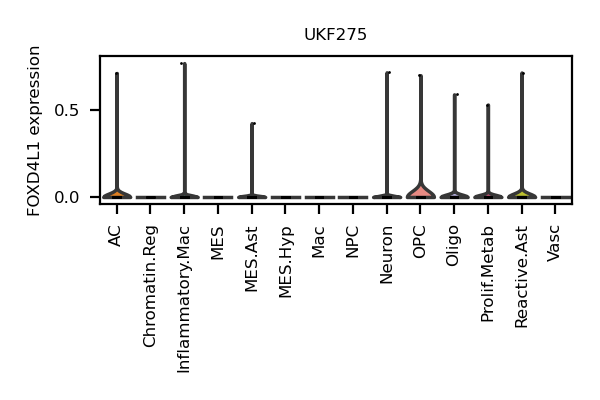 UKF275
FOXD4L1 expression
0.5
0.0
AC
Chromatin.Reg
Inflammatory.Mac
MES
MES.Ast
MES.Hyp
Mac
NPC
Neuron
OPC
Oligo
Prolif.Metab
Reactive.Ast
Vasc